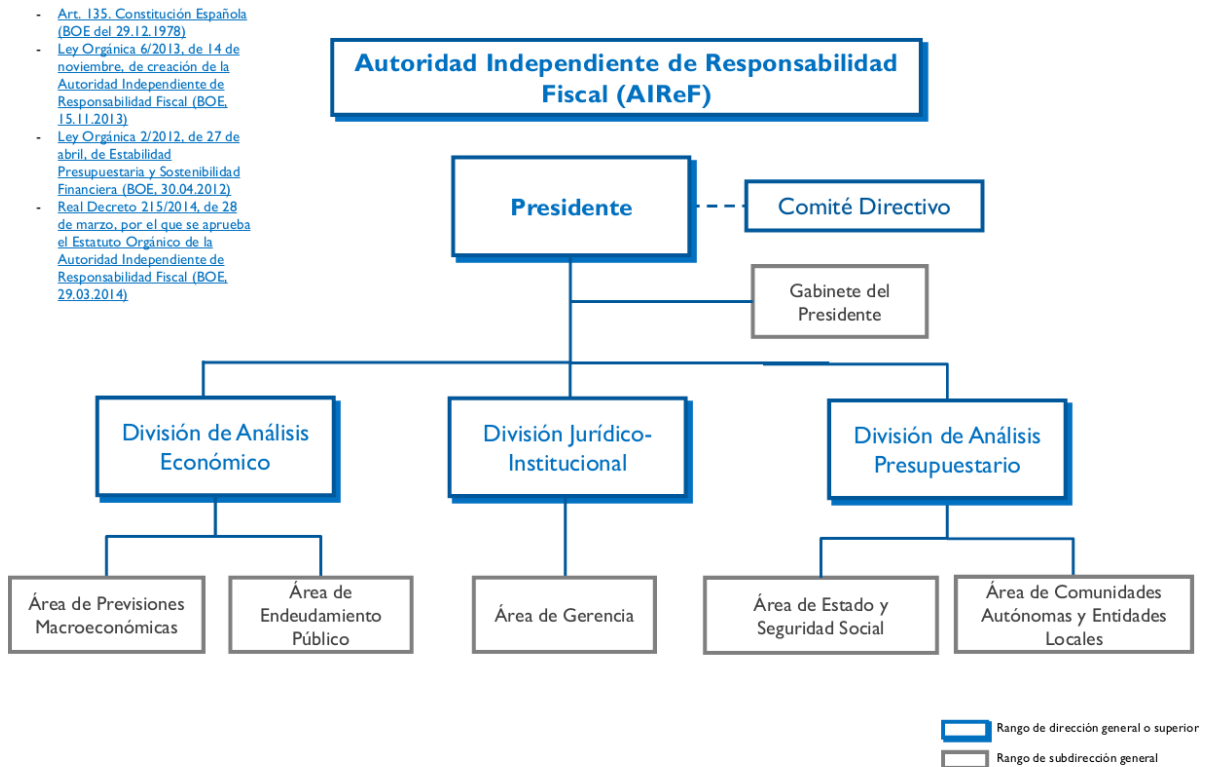 - Art. 135. Constitución Española
(BOE del 29.12.1978)
- Ley Orgánica 6/2013, de 14 de
noviembre, de creación de la
Autoridad Independiente de
Responsabilidad Fiscal (BOE,
15.11.2013)
- Ley Orgánica 2/2012, de 27 de
abril, de Estabilidad
Presupuestaria y Sostenibilidad
Financiera (BOE, 30.04.2012)
- Real Decreto 215/2014, de 28
de marzo, por el que se aprueba
el Estatuto Orgánico de la
Autoridad Independiente de
Responsabilidad Fiscal (BOE,
29.03.2014)
Autoridad Independiente de Responsabilidad
Fiscal (AIReF)
Presidente
Comité Directivo
Gabinete del
Presidente
División de Análisis
Económico
División Jurídico-
Institucional
División de Análisis
Presupuestario
Área de Previsiones
Macroeconómicas
Área de
Endeudamiento
Público
Área de Gerencia
Área de Estado y
Seguridad Social
Área de Comunidades
Autónomas y Entidades
Locales
Rango de dirección general o superior
Rango de subdirección general